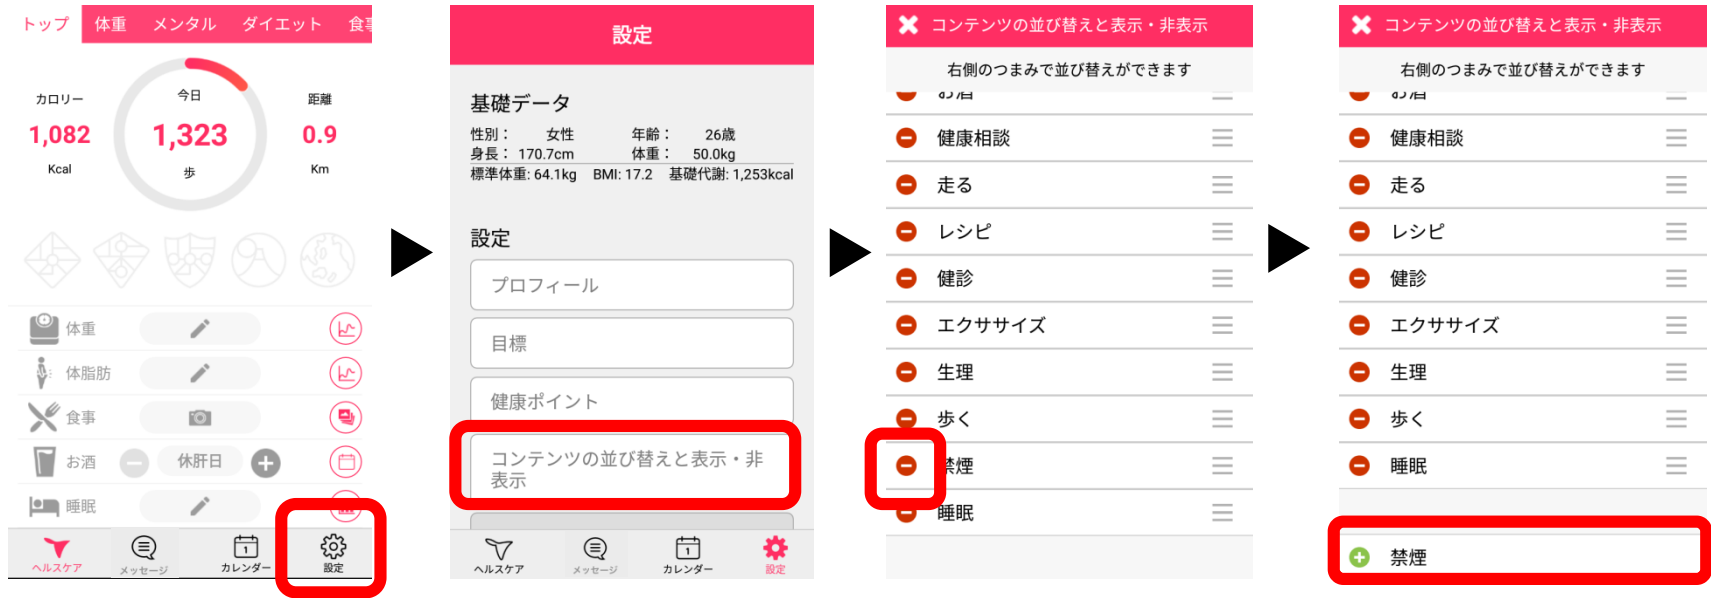 トップ 体重 メンタル ダイエット 食事
カロリー
1,082
Kcal
今日
1,323
歩
距離
0.9
Km
体重
体脂肪
食事
お酒
休肝日
睡眠
ヘルスケア
メッセージ
1
カレンダー
設定
設定
基礎データ
性別： 女性 年齢： 26歳
身長： 170.7cm 体重： 50.0kg
標準体重: 64.1kg BMI: 17.2 基礎代謝: 1,253kcal
設定
プロフィール
目標
健康ポイント
コンテンツの並び替えと表示・非
表示
ヘルスケア
メッセージ
1
カレンダー
設定
コンテンツの並び替えと表示・非表示
右側のつまみで並び替えができます
お酒
健康相談
走る
レシピ
健診
エクササイズ
生理
歩く
禁煙
睡眠
コンテンツの並び替えと表示・非表示
右側のつまみで並び替えができます
お酒
健康相談
走る
レシピ
健診
エクササイズ
生理
歩く
睡眠
禁煙